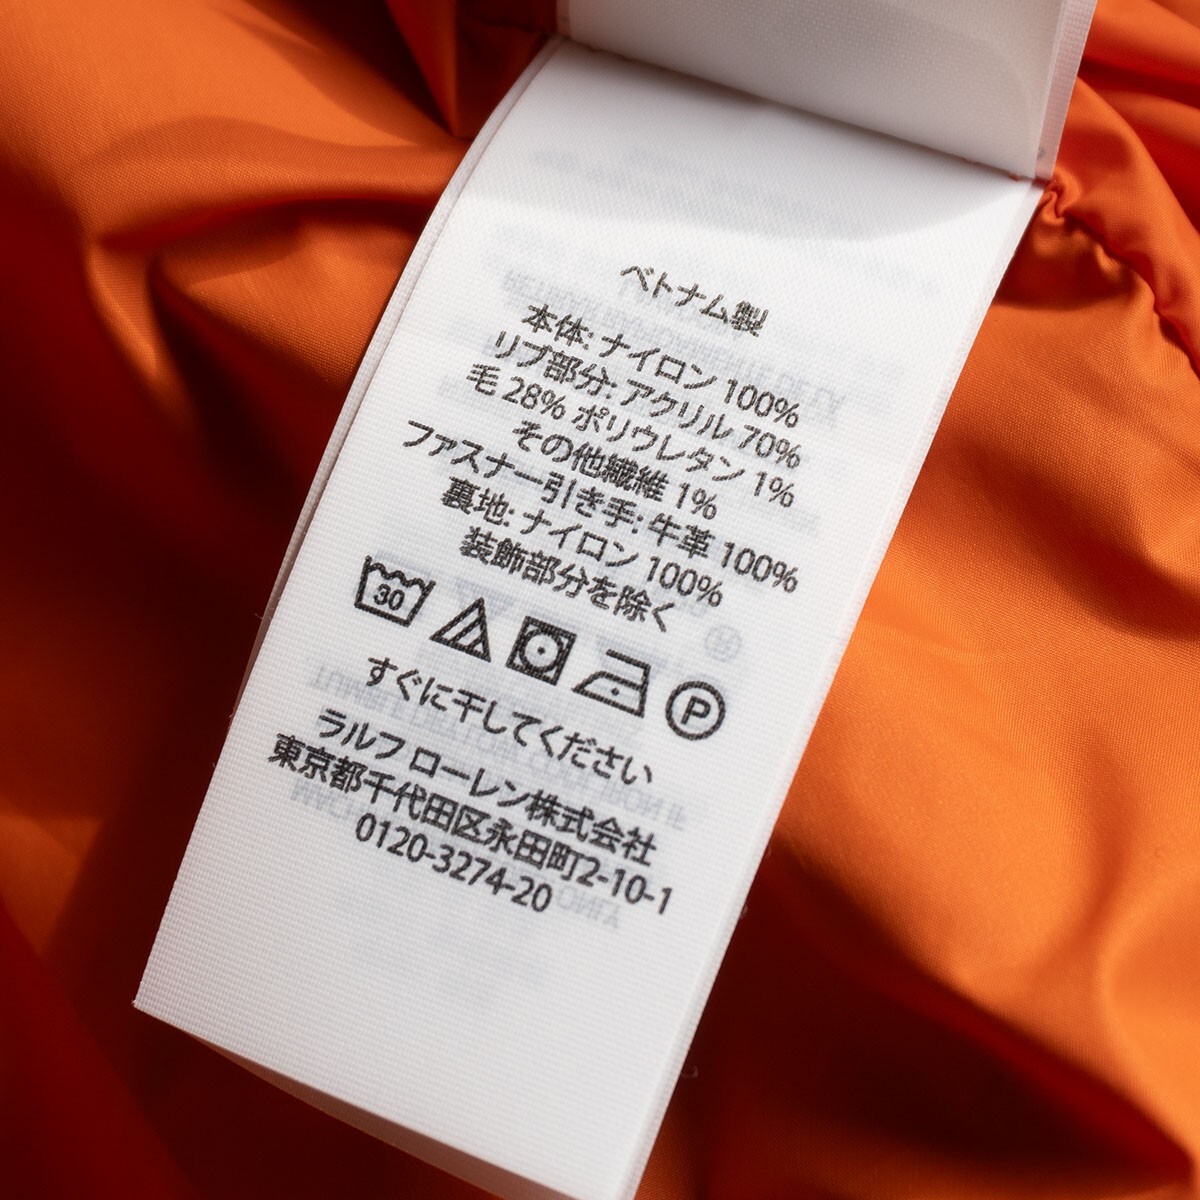 ベトナム製
本体: ナイロン 100%
リブ部分: アクリル 70%
毛 28% ポリウレタン 1%
その他繊維 1%
ファスナー引き手: 牛革 100%
裏地: ナイロン 100%
装飾部分を除く
30
P
すぐに干してください
ラルフ ローレン株式会社
東京都千代田区永田町2-10-1
0120-3274-20